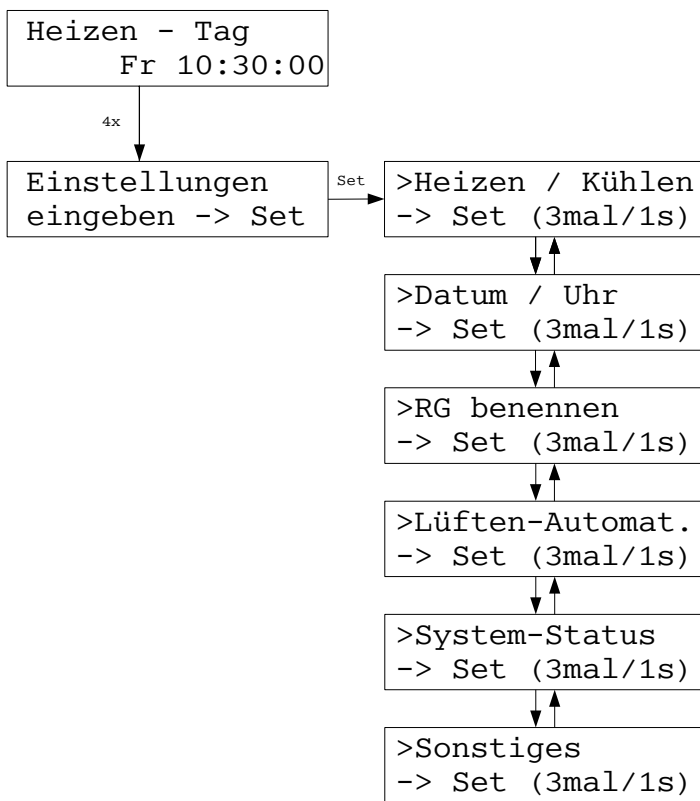 Heizen - Tag
Fr 10:30:00
4x
Einstellungen
eingeben -> Set
Set
>Heizen / Kühlen
-> Set (3mal/1s)
>Datum / Uhr
-> Set (3mal/1s)
>RG benennen
-> Set (3mal/1s)
>Lüften-Automat.
-> Set (3mal/1s)
>System-Status
-> Set (3mal/1s)
>Sonstiges
-> Set (3mal/1s)